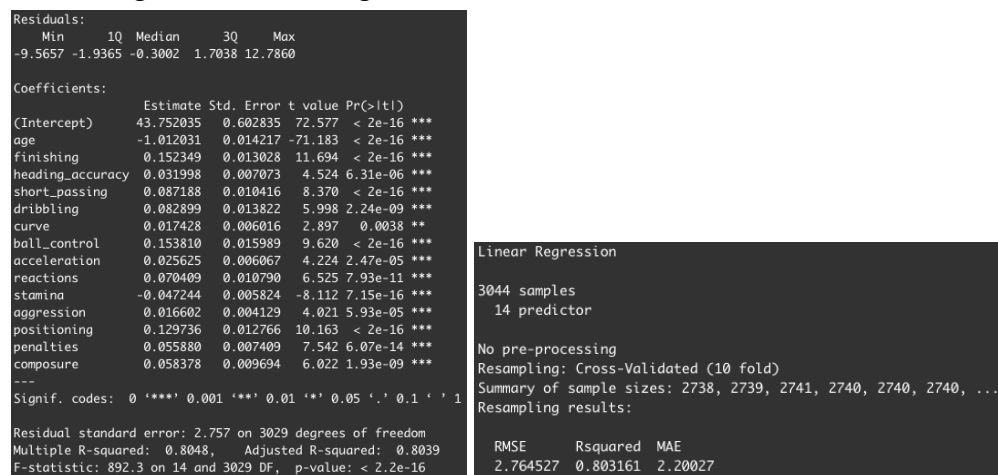 Residuals:
    Min      1Q  Median      3Q     Max
-9.5657 -1.9365 -0.3002  1.7038 12.7860
Coefficients:
                  Estimate Std. Error t value Pr(>|t|)
(Intercept)      43.752035   0.602835  72.577  < 2e-16 ***
age              -1.012031   0.014217 -71.183  < 2e-16 ***
finishing         0.152349   0.013028  11.694  < 2e-16 ***
heading_accuracy  0.031998   0.007073   4.524 6.31e-06 ***
short_passing     0.087188   0.010416   8.370  < 2e-16 ***
dribbling         0.082899   0.013822   5.998 2.24e-09 ***
curve             0.017428   0.006016   2.897   0.0038 **
ball_control      0.153810   0.015989   9.620  < 2e-16 ***
acceleration      0.025625   0.006067   4.224 2.47e-05 ***
reactions         0.070409   0.010790   6.525 7.93e-11 ***
stamina          -0.047244   0.005824  -8.112 7.15e-16 ***
aggression        0.016602   0.004129   4.021 5.93e-05 ***
positioning       0.129736   0.012766  10.163  < 2e-16 ***
penalties         0.055880   0.007409   7.542 6.07e-14 ***
composure         0.058378   0.009694   6.022 1.93e-09 ***
---
Signif. codes:  0 ‘***’ 0.001 ‘**’ 0.01 ‘*’ 0.05 ‘.’ 0.1 ‘ ’ 1
Residual standard error: 2.757 on 3029 degrees of freedom
Multiple R-squared:  0.8048,    Adjusted R-squared:  0.8039
F-statistic: 892.3 on 14 and 3029 DF,  p-value: < 2.2e-16
Linear Regression
3044 samples
  14 predictor
No pre-processing
Resampling: Cross-Validated (10 fold)
Summary of sample sizes: 2738, 2739, 2741, 2740, 2740, 2740, ...
Resampling results:
  RMSE      Rsquared  MAE
  2.764527  0.803161  2.20027